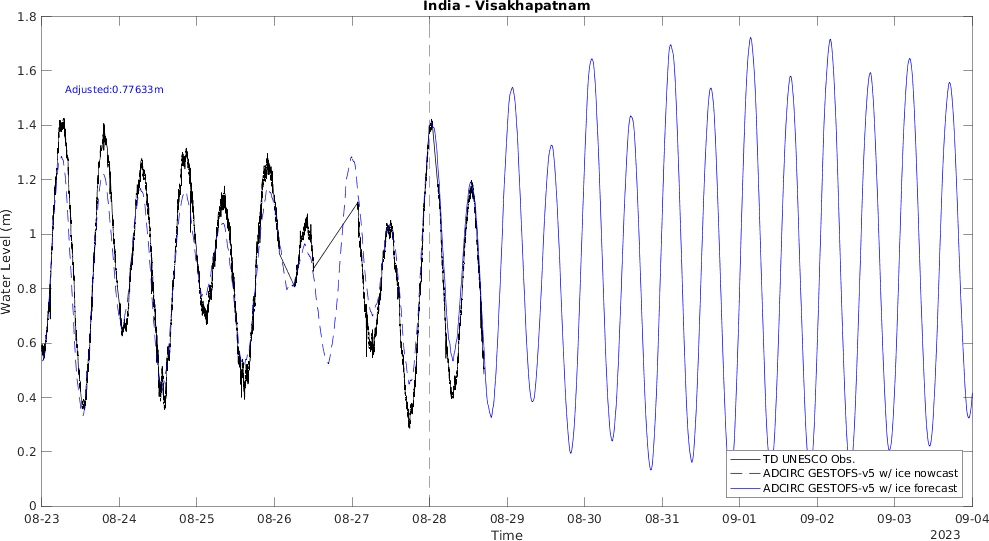 India - Visakhapatnam
1.8
1.6
1.4
1.2
1
0.8
0.6
0.4
0.2
0
Water Level (m)
Adjusted:0.77633m
TD UNESCO Obs.
ADCIRC GESTOFS-v5 w/ ice nowcast
ADCIRC GESTOFS-v5 w/ ice forecast
08-23 08-24 08-25 08-26 08-27 08-28 08-29 08-30 08-31 09-01 09-02 09-03 09-04
Time
2023